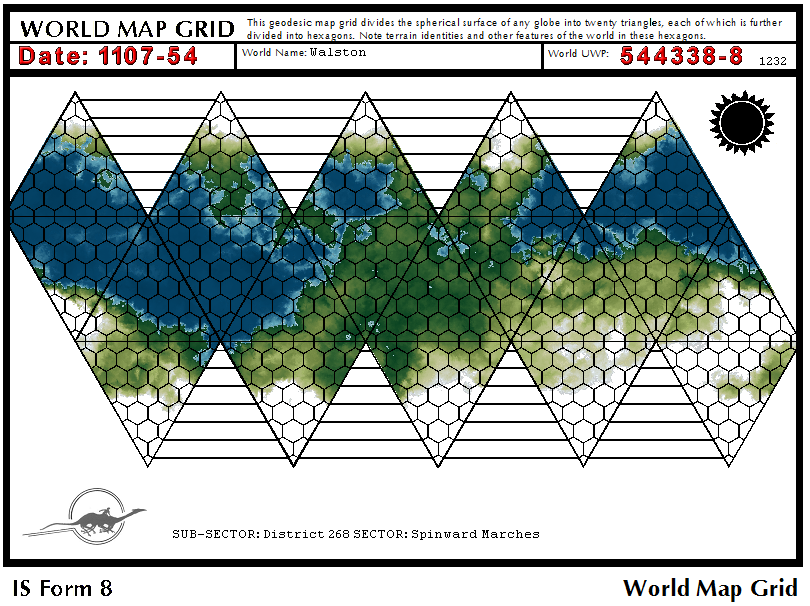 WORLD MAP GRID
This geodesic map grid divides the spherical surface of any globe into twenty triangles, each of which is further
divided into hexagons. Note terrain identities and other features of the world in these hexagons.
Date: 1107-54
World Name: Walston
World UWP: 544338-8 1232
SUB-SECTOR: District 268 SECTOR: Spinward Marches
IS Form 8
World Map Grid